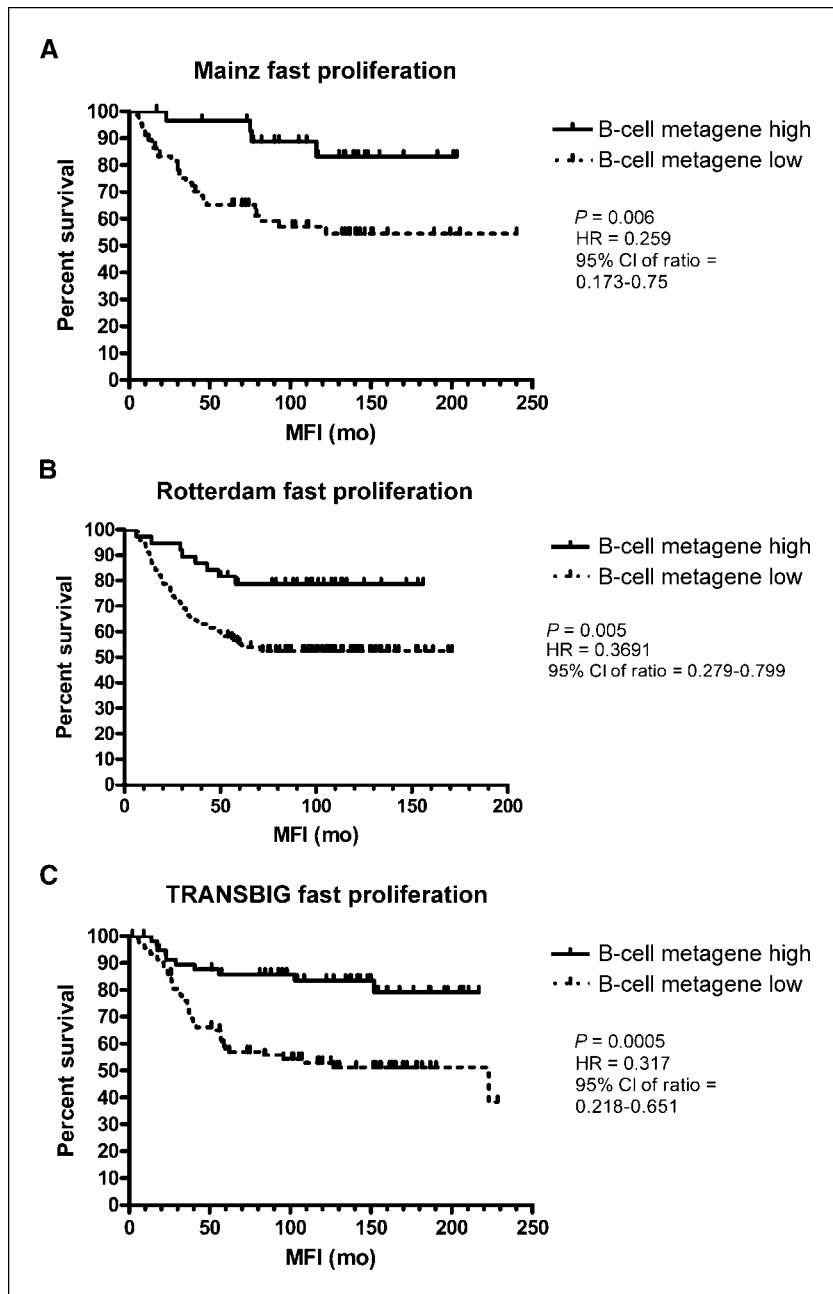 A
Mainz fast proliferation
100
90
80
70
60
50
40
30
20
10
0
Percent survival
0 50 100 150 200 250
MFI (mo)
B-cell metagene high
B-cell metagene low
P = 0.006
HR = 0.259
95% CI of ratio =
0.173-0.75
B
Rotterdam fast proliferation
100
90
80
70
60
50
40
30
20
10
0
Percent survival
0 50 100 150 200
MFI (mo)
B-cell metagene high
B-cell metagene low
P = 0.005
HR = 0.3691
95% CI of ratio = 0.279-0.799
C
TRANSBIG fast proliferation
100
90
80
70
60
50
40
30
20
10
0
Percent survival
0 50 100 150 200 250
MFI (mo)
B-cell metagene high
B-cell metagene low
P = 0.0005
HR = 0.317
95% CI of ratio =
0.218-0.651